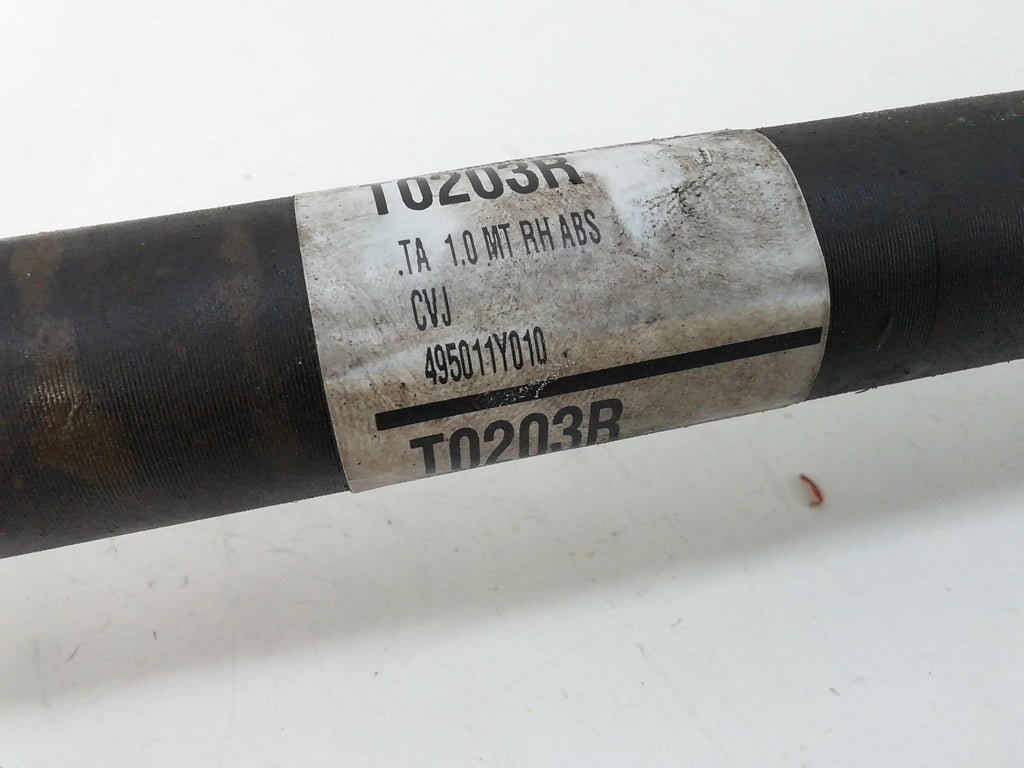 T0203R
.TA 1.0 MT RH ABS
CVJ
495011Y010
T0203R